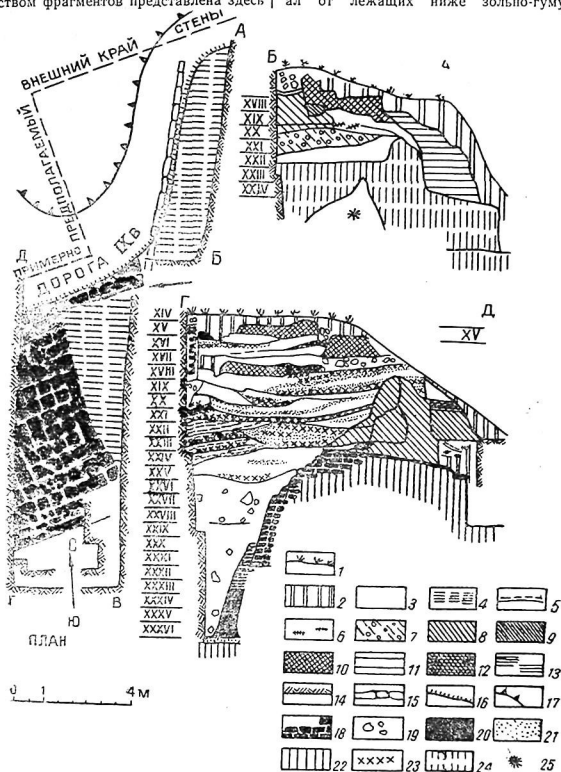 ством фрагментов представлена здесь
ал от лежащих ниже зольно-гуму
ВНЕШНИЙ КРАЙ СТЕНЫ
А
ПРИМЕРНО ПРЕДПОЛАГАЕМЫЙ
Б
4
XVIII
XIX
XX
XXI
XXII
XXIII
XXIV
Д
ДОРОГА IX В
Б
Г
XIV
XV
XVI
XVII
XVIII
XIX
XX
XXI
XXII
XXIII
XXIV
XXV
XXVI
XXVII
XXVIII
XXIX
XXX
XXXI
XXXII
XXXIII
XXXIV
XXXV
XXXVI
Д
XV
С
Ю
Г
В
ПЛАН
0 1 4 м
1
2 3 4 5
6 7 8 9
10 11 12 13
14 15 16 17
18 19 20 21
22 23 24 25